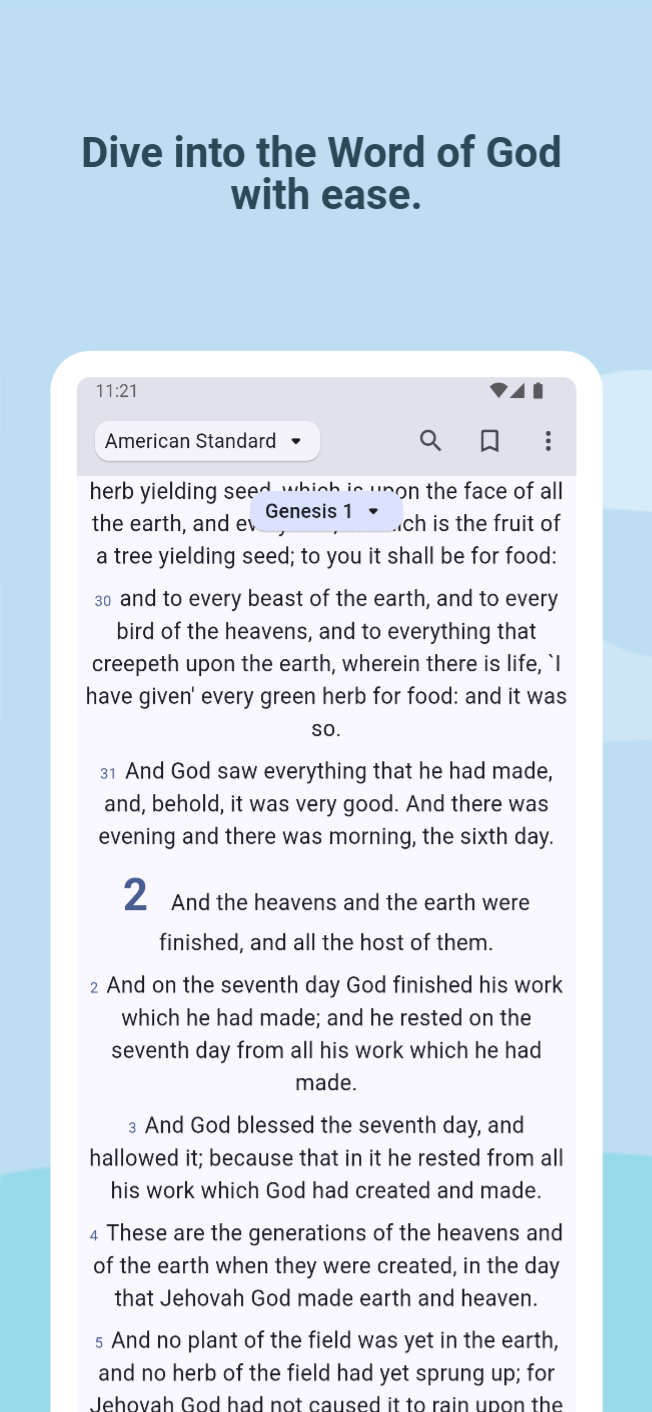 Dive into the Word of God
with ease.
11:21
American Standard
herb yielding seed, which is upon the face of all
Genesis 1
the earth, and ev ich is the fruit of
a tree yielding seed; to you it shall be for food:
30 and to every beast of the earth, and to every
bird of the heavens, and to everything that
creepeth upon the earth, wherein there is life, `I
have given' every green herb for food: and it was
so.
31 And God saw everything that he had made,
and, behold, it was very good. And there was
evening and there was morning, the sixth day.
2 And the heavens and the earth were
finished, and all the host of them.
2 And on the seventh day God finished his work
which he had made; and he rested on the
seventh day from all his work which he had
made.
3 And God blessed the seventh day, and
hallowed it; because that in it he rested from all
his work which God had created and made.
4 These are the generations of the heavens and
of the earth when they were created, in the day
that Jehovah God made earth and heaven.
5 And no plant of the field was yet in the earth,
and no herb of the field had yet sprung up; for
Jehovah God had not caused it to rain upon the